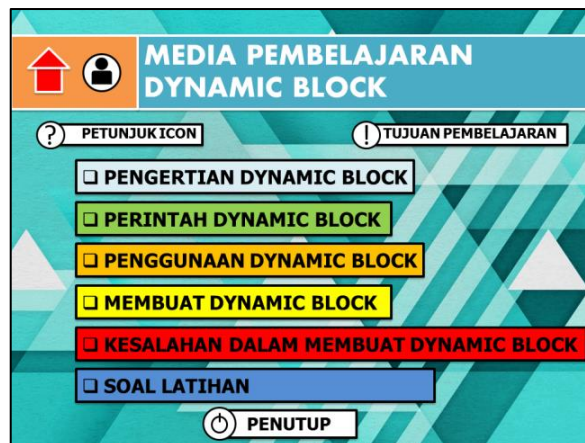 MEDIA PEMBELAJARAN
DYNAMIC BLOCK
? PETUNJUK ICON
! TUJUAN PEMBELAJARAN
❑ PENGERTIAN DYNAMIC BLOCK
❑ PERINTAH DYNAMIC BLOCK
❑ PENGGUNAAN DYNAMIC BLOCK
❑ MEMBUAT DYNAMIC BLOCK
❑ KESALAHAN DALAM MEMBUAT DYNAMIC BLOCK
❑ SOAL LATIHAN
PENUTUP